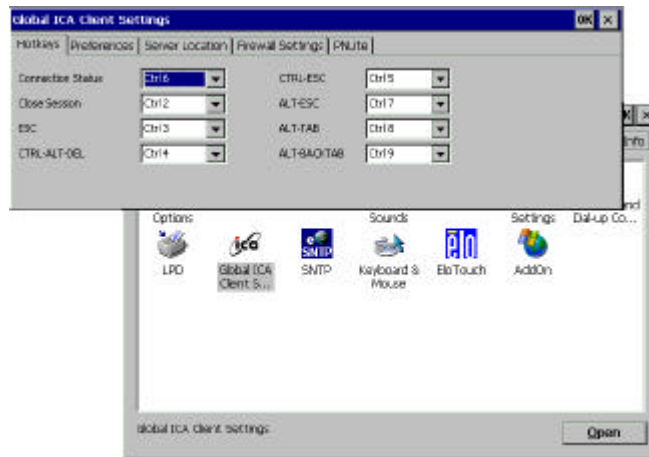 Global ICA Client Settings OK ×
Hotkeys Preferences Server Location Firewall Settings PNLite
Connection Status Ctrl6 CTRL-ESC Ctrl5
Close Session Ctrl2 ALT-ESC Ctrl7
ESC Ctrl3 ALT-TAB Ctrl8
CTRL-ALT-DEL Ctrl4 ALT-BACKTAB Ctrl9
K ×
Info
Options Sounds Settings Dial-up Co...
ica SNTP elo
LPD Global ICA Client S... SNTP Keyboard & Mouse EloTouch AddOn
Global ICA Client Settings Open